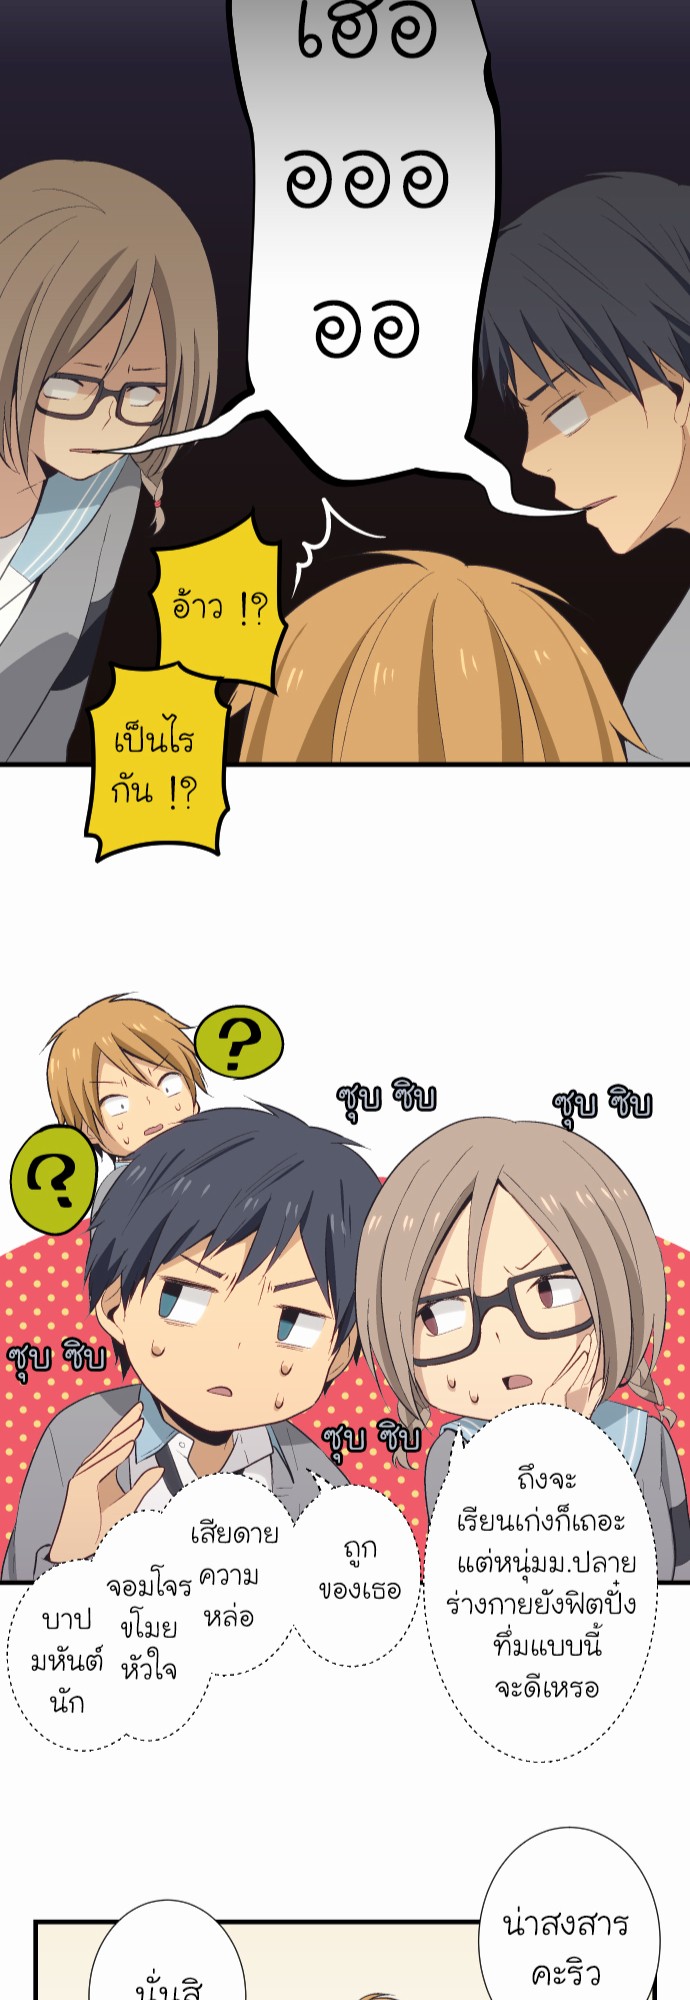 เฮือ
อออ
ออ
อ้าว !?
เป็นไร
กัน !?
?
?
ซุบ ซิบ
ซุบ ซิบ
ซุบ ซิบ
ซุบ ซิบ
ถึงจะ
เรียนเก่งก็เถอะ
แต่หนุ่มม.ปลาย
ร่างกายยังฟิตปั๋ง
ทึ่มแบบนี้
จะดีเหรอ
ถูก
ของเธอ
เสียดาย
ความ
หล่อ
จอมโจร
ขโมย
หัวใจ
บาป
มหันต์
นัก
น่าสงสาร
คะริว
นั่นสิ